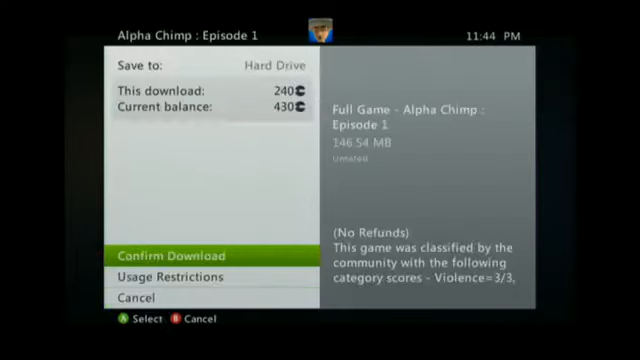 Alpha Chimp : Episode 1
11:44 PM
Save to: Hard Drive
This download: 240
Current balance: 430
Full Game - Alpha Chimp :
Episode 1
146.54 MB
Unrated
(No Refunds)
This game was classified by the
community with the following
category scores - Violence=3/3,
Confirm Download
Usage Restrictions
Cancel
A Select B Cancel